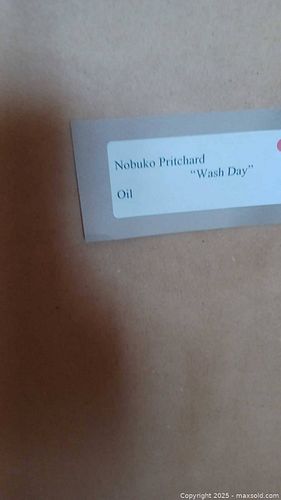 Nobuko Pritchard
“Wash Day”
Oil
Copyright 2025 - maxsold.com